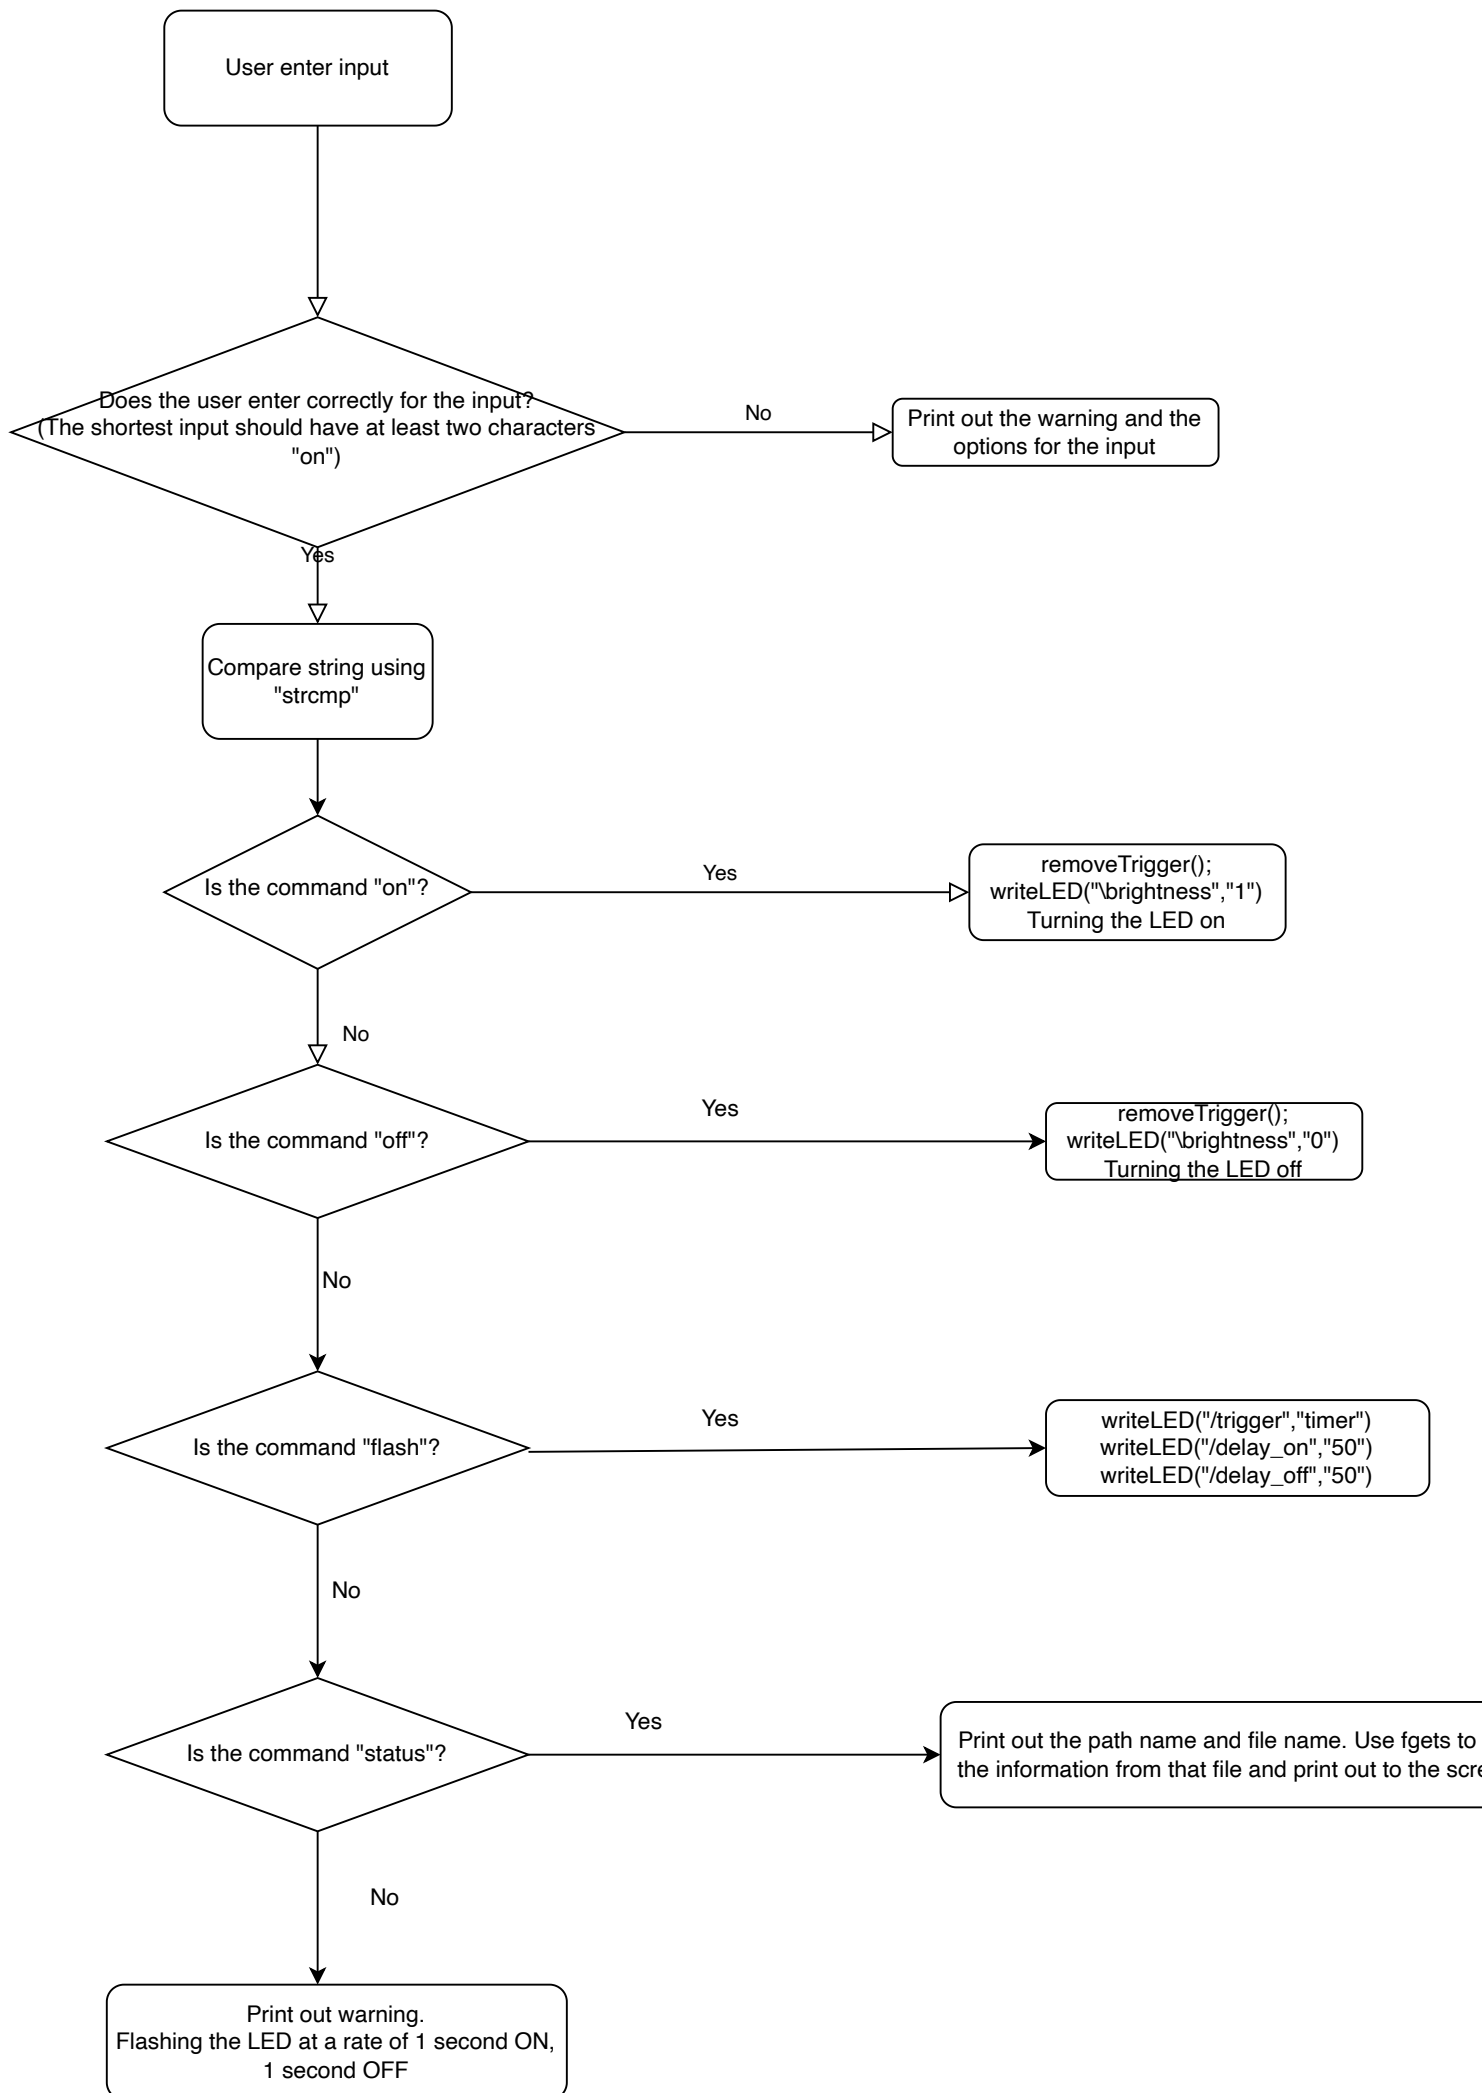 User enter input
Does the user enter correctly for the input?
(The shortest input should have at least two characters
"on")
No
Print out the warning and the
options for the input
Yes
Compare string using
"strcmp"
Is the command "on"?
Yes
removeTrigger();
writeLED("\brightness","1")
Turning the LED on
No
Is the command "off"?
Yes
removeTrigger();
writeLED("\brightness","0")
Turning the LED off
No
Is the command "flash"?
Yes
writeLED("/trigger","timer")
writeLED("/delay_on","50")
writeLED("/delay_off","50")
No
Is the command "status"?
Yes
Print out the path name and file name. Use fgets to
the information from that file and print out to the
No
Print out warning.
Flashing the LED at a rate of 1 second ON,
1 second OFF